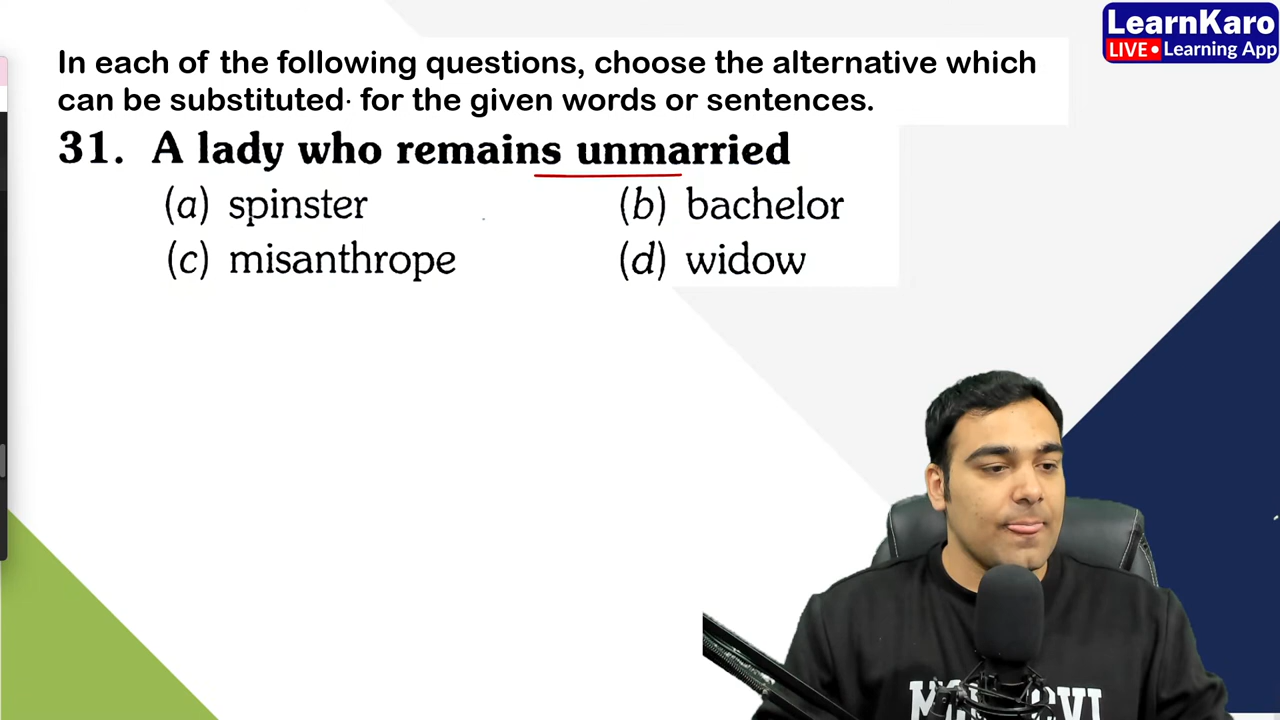 LearnKaro
LIVE • Learning App
In each of the following questions, choose the alternative which
can be substituted· for the given words or sentences.
31. A lady who remains unmarried
(a) spinster (b) bachelor
(c) misanthrope (d) widow